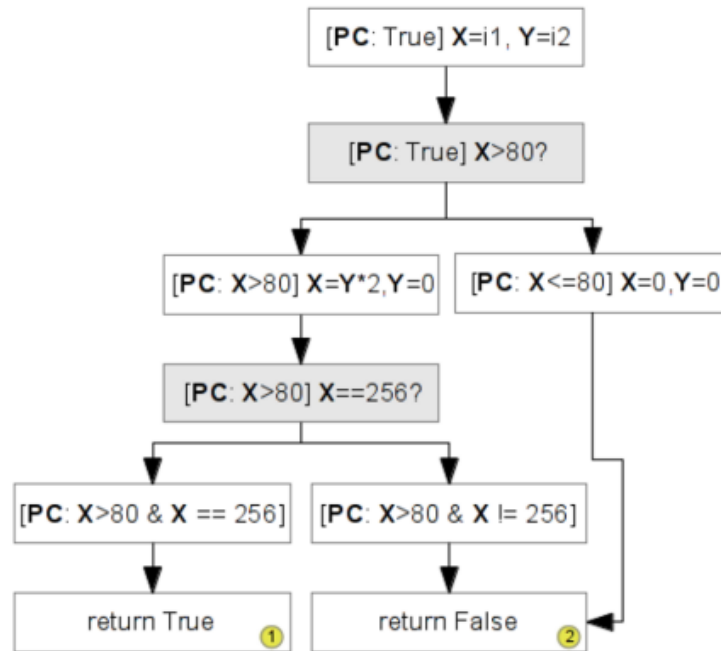 [PC: True] X=i1, Y=i2
[PC: True] X>80?
[PC: X>80] X=Y*2,Y=0
[PC: X<=80] X=0,Y=0
[PC: X>80] X==256?
[PC: X>80 & X == 256]
[PC: X>80 & X != 256]
return True
1
return False
2